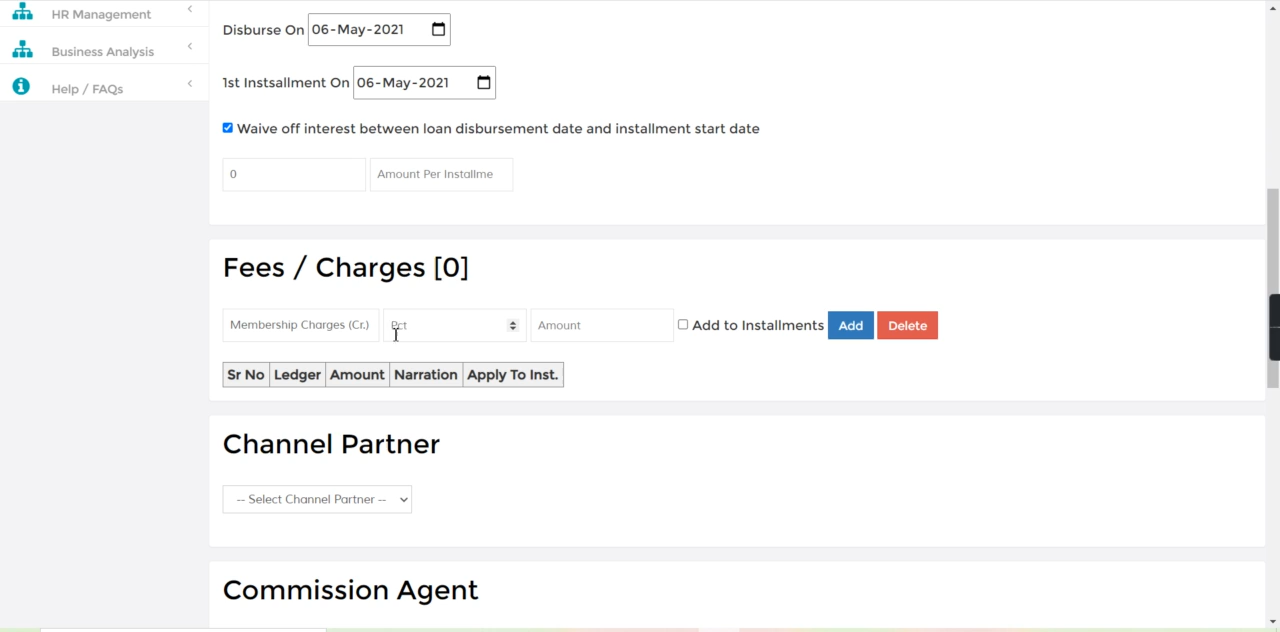 HR Management
Business Analysis
Help / FAQs
Disburse On 06-May-2021
1st Instsallment On 06-May-2021
Waive off interest between loan disbursement date and installment start date
0 Amount Per Installme
Fees / Charges [0]
Membership Charges (Cr.) Pct Amount Add to Installments Add Delete
Sr No Ledger Amount Narration Apply To Inst.
Channel Partner
-- Select Channel Partner --
Commission Agent